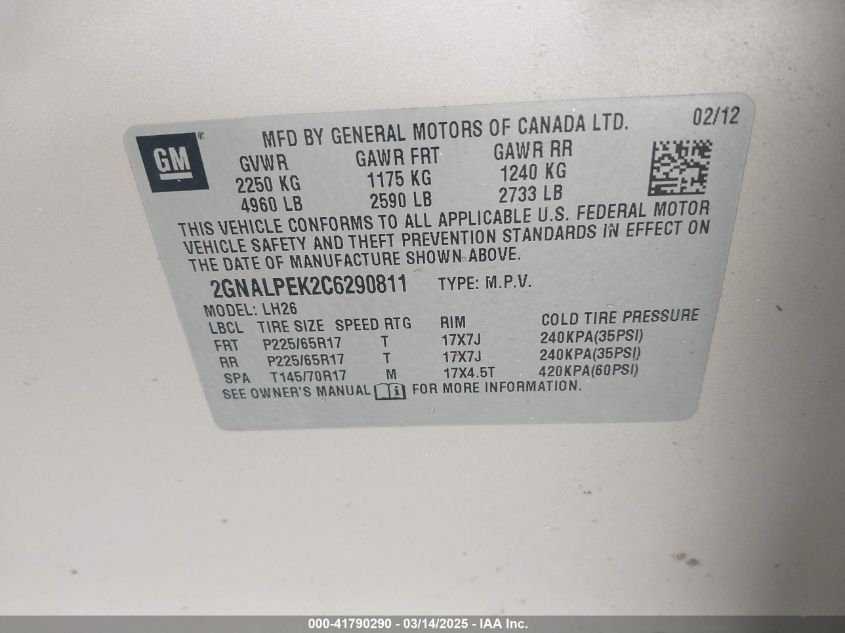 GM ®
MFD BY GENERAL MOTORS OF CANADA LTD. 02/12
GVWR GAWR FRT GAWR RR
2250 KG 1175 KG 1240 KG
4960 LB 2590 LB 2733 LB
THIS VEHICLE CONFORMS TO ALL APPLICABLE U.S. FEDERAL MOTOR
VEHICLE SAFETY AND THEFT PREVENTION STANDARDS IN EFFECT ON
THE DATE OF MANUFACTURE SHOWN ABOVE.
2GNALPEK2C6290811 TYPE: M.P.V.
MODEL: LH26
LBCL TIRE SIZE SPEED RTG RIM COLD TIRE PRESSURE
FRT P225/65R17 T 17X7J 240KPA(35PSI)
RR P225/65R17 T 17X7J 240KPA(35PSI)
SPA T145/70R17 M 17X4.5T 420KPA(60PSI)
SEE OWNER'S MANUAL i FOR MORE INFORMATION.
000-41790290 - 03/14/2025 - IAA Inc.